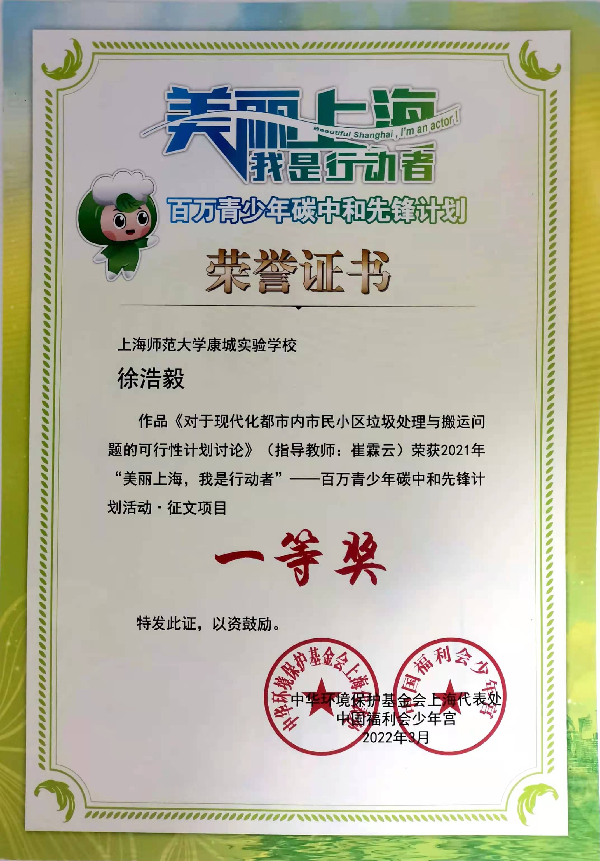 美丽上海
Beautiful Shanghai , I'm an actor !
我是行动者
百万青少年碳中和先锋计划
荣誉证书
上海师范大学康城实验学校
徐浩毅
作品《对于现代化都市内市民小区垃圾处理与搬运问
题的可行性计划讨论》（指导教师：崔霖云）荣获2021年
“美丽上海，我是行动者”——百万青少年碳中和先锋计
划活动·征文项目
一等奖
特发此证，以资鼓励。
中华环境保护基金会上海代表处
中国福利会少年宫
2022年3月
中华环境保护基金会上海代表处
中国福利会少年宫